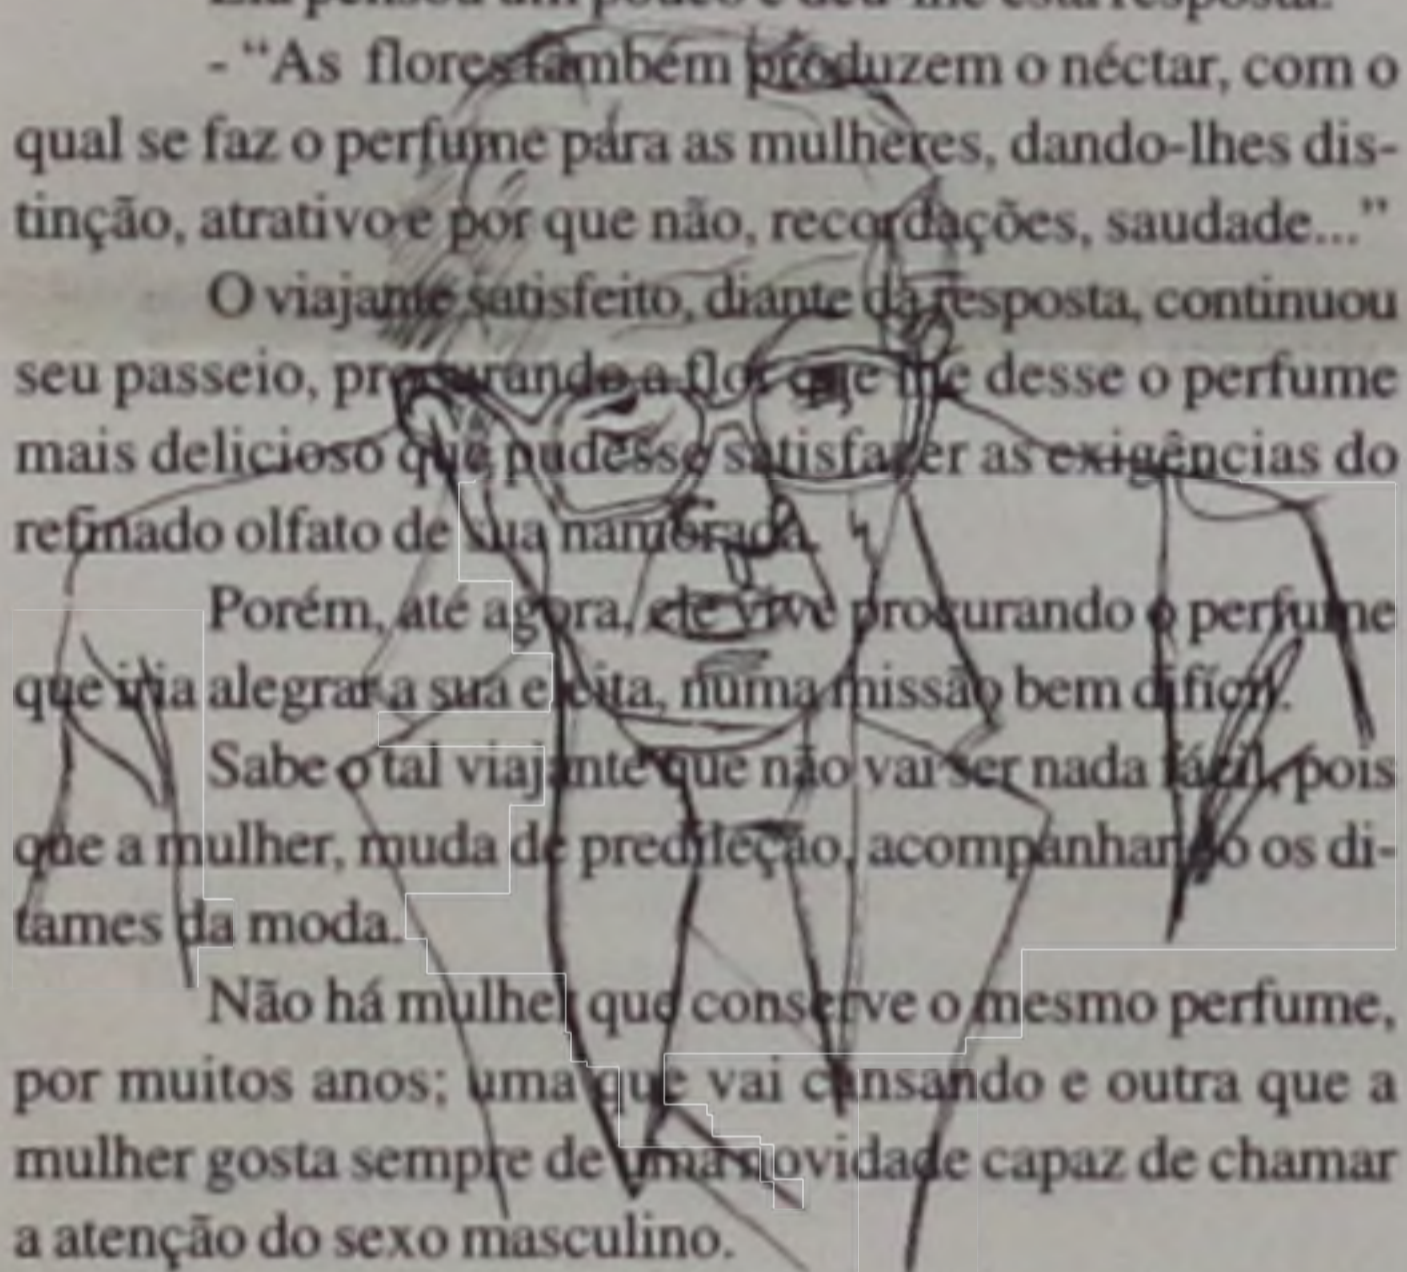 - “As flores também produzem o néctar, com o
qual se faz o perfume para as mulheres, dando-lhes dis-
tinção, atrativo e por que não, recordações, saudade...”
O viajante satisfeito, diante da resposta, continuou
seu passeio, procurando a flor que lhe desse o perfume
mais delicioso que pudesse satisfazer as exigências do
refinado olfato de sua namorada.
Porém, até agora, ele vive procurando o perfume
que iria alegrar a sua eleita, numa missão bem difícil.
Sabe o tal viajante que não vai ser nada fácil, pois
que a mulher, muda de predileção, acompanhando os di-
tames da moda.
Não há mulher que conserve o mesmo perfume,
por muitos anos; uma que vai cansando e outra que a
mulher gosta sempre de uma novidade capaz de chamar
a atenção do sexo masculino.